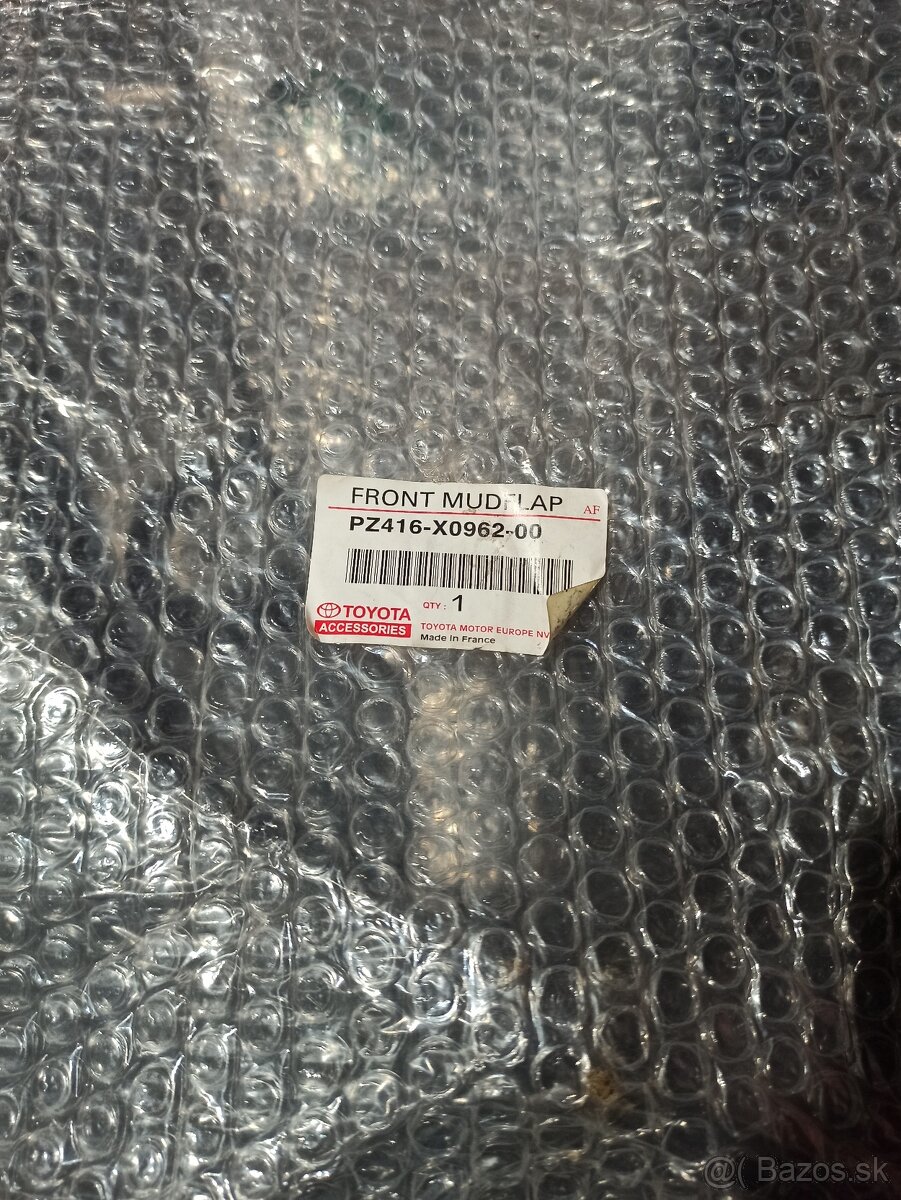 FRONT MUDFLAP
AF
PZ416-X0962-00
TOYOTA
ACCESSORIES
QTY: 1
TOYOTA MOTOR EUROPE NV
Made in France
@( Bazos.sk